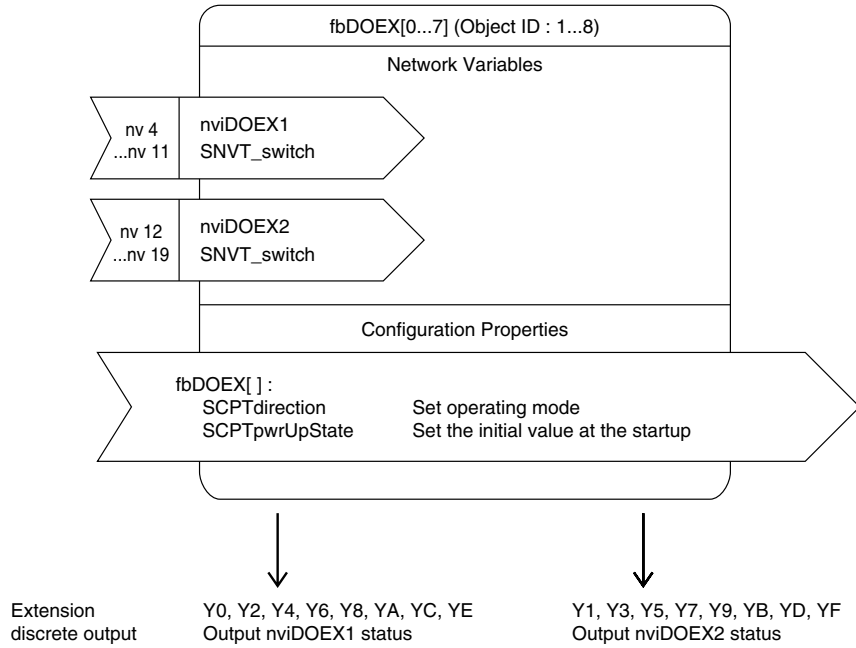 fbDOEX[0...7] (Object ID : 1...8)
Network Variables
nv 4
...nv 11
nviDOEX1
SNVT_switch
nv 12
...nv 19
nviDOEX2
SNVT_switch
Configuration Properties
fbDOEX[ ] :
SCPTdirection Set operating mode
SCPTpwrUpState Set the initial value at the startup
Extension
discrete output
Y0, Y2, Y4, Y6, Y8, YA, YC, YE
Output nviDOEX1 status
Y1, Y3, Y5, Y7, Y9, YB, YD, YF
Output nviDOEX2 status